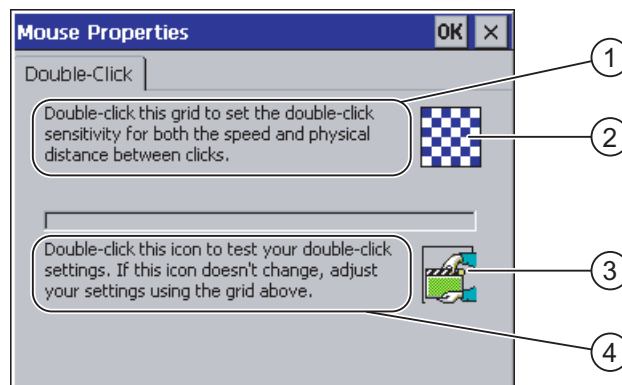 Mouse Properties OK ×
1
Double-Click
Double-click this grid to set the double-click
sensitivity for both the speed and physical
distance between clicks.
2
Double-click this icon to test your double-click
settings. If this icon doesn't change, adjust
your settings using the grid above.
3
4